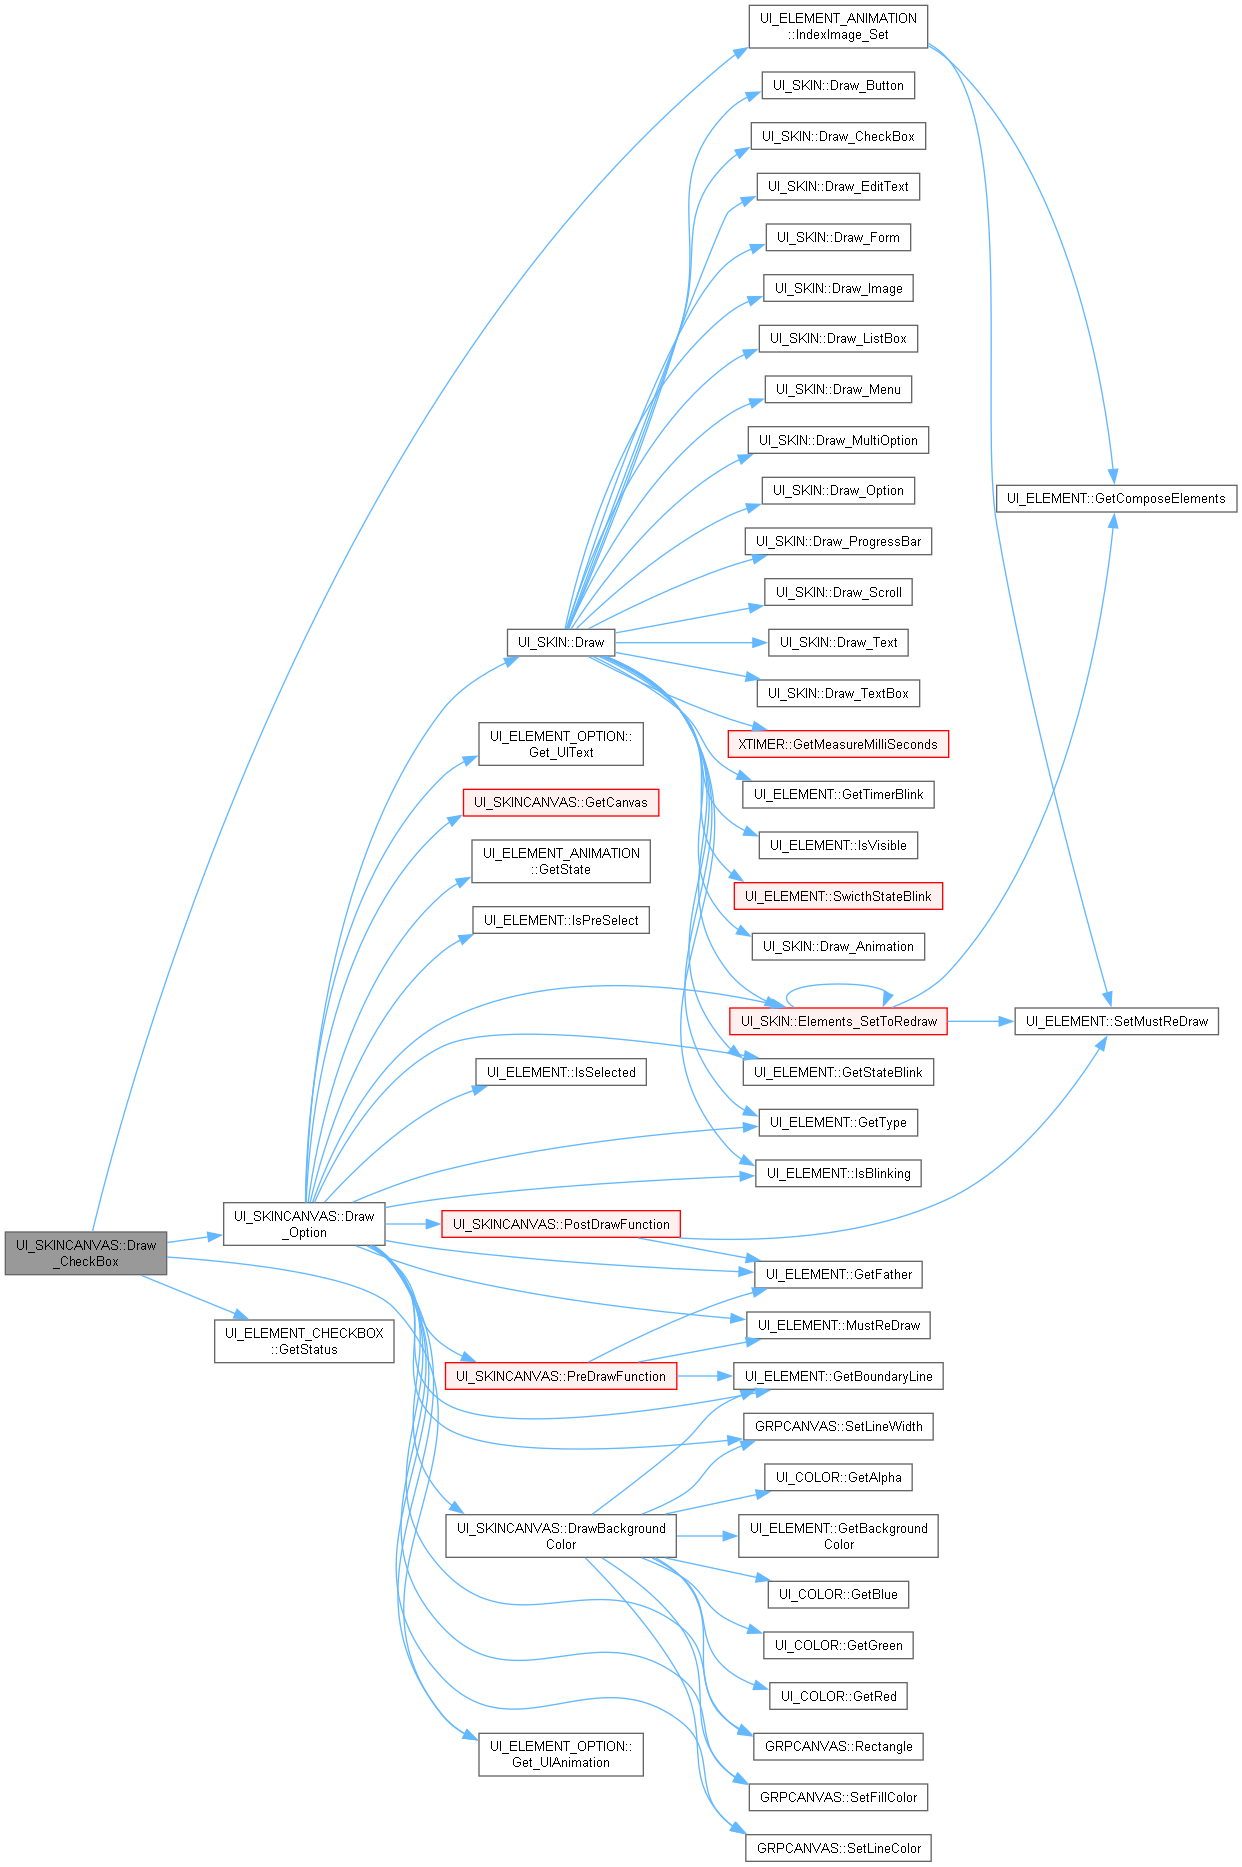 UI_ELEMENT_ANIMATION
::IndexImage_Set
UI_SKIN::Draw_Button
UI_SKIN::Draw_CheckBox
UI_SKIN::Draw_EditText
UI_SKIN::Draw_Form
UI_SKIN::Draw_Image
UI_SKIN::Draw_ListBox
UI_SKIN::Draw_Menu
UI_SKIN::Draw_MultiOption
UI_SKIN::Draw_Option
UI_ELEMENT::GetComposeElements
UI_SKIN::Draw_ProgressBar
UI_SKIN::Draw_Scroll
UI_SKIN::Draw
UI_SKIN::Draw_Text
UI_SKIN::Draw_TextBox
UI_ELEMENT_OPTION::
Get_UIText
XTIMER::GetMeasureMilliSeconds
UI_ELEMENT::GetTimerBlink
UI_SKINCANVAS::GetCanvas
UI_ELEMENT::IsVisible
UI_ELEMENT_ANIMATION
::GetState
UI_ELEMENT::SwicthStateBlink
UI_ELEMENT::IsPreSelect
UI_SKIN::Draw_Animation
UI_SKIN::Elements_SetToRedraw
UI_ELEMENT::SetMustReDraw
UI_ELEMENT::IsSelected
UI_ELEMENT::GetStateBlink
UI_ELEMENT::GetType
UI_ELEMENT::IsBlinking
UI_SKINCANVAS::Draw
_Option
UI_SKINCANVAS::PostDrawFunction
UI_SKINCANVAS::Draw
_CheckBox
UI_ELEMENT::GetFather
UI_ELEMENT_CHECKBOX
::GetStatus
UI_ELEMENT::MustReDraw
UI_SKINCANVAS::PreDrawFunction
UI_ELEMENT::GetBoundaryLine
GRPCANVAS::SetLineWidth
UI_COLOR::GetAlpha
UI_SKINCANVAS::DrawBackground
Color
UI_ELEMENT::GetBackground
Color
UI_COLOR::GetBlue
UI_COLOR::GetGreen
UI_COLOR::GetRed
UI_ELEMENT_OPTION::
Get_UIAnimation
GRPCANVAS::Rectangle
GRPCANVAS::SetFillColor
GRPCANVAS::SetLineColor